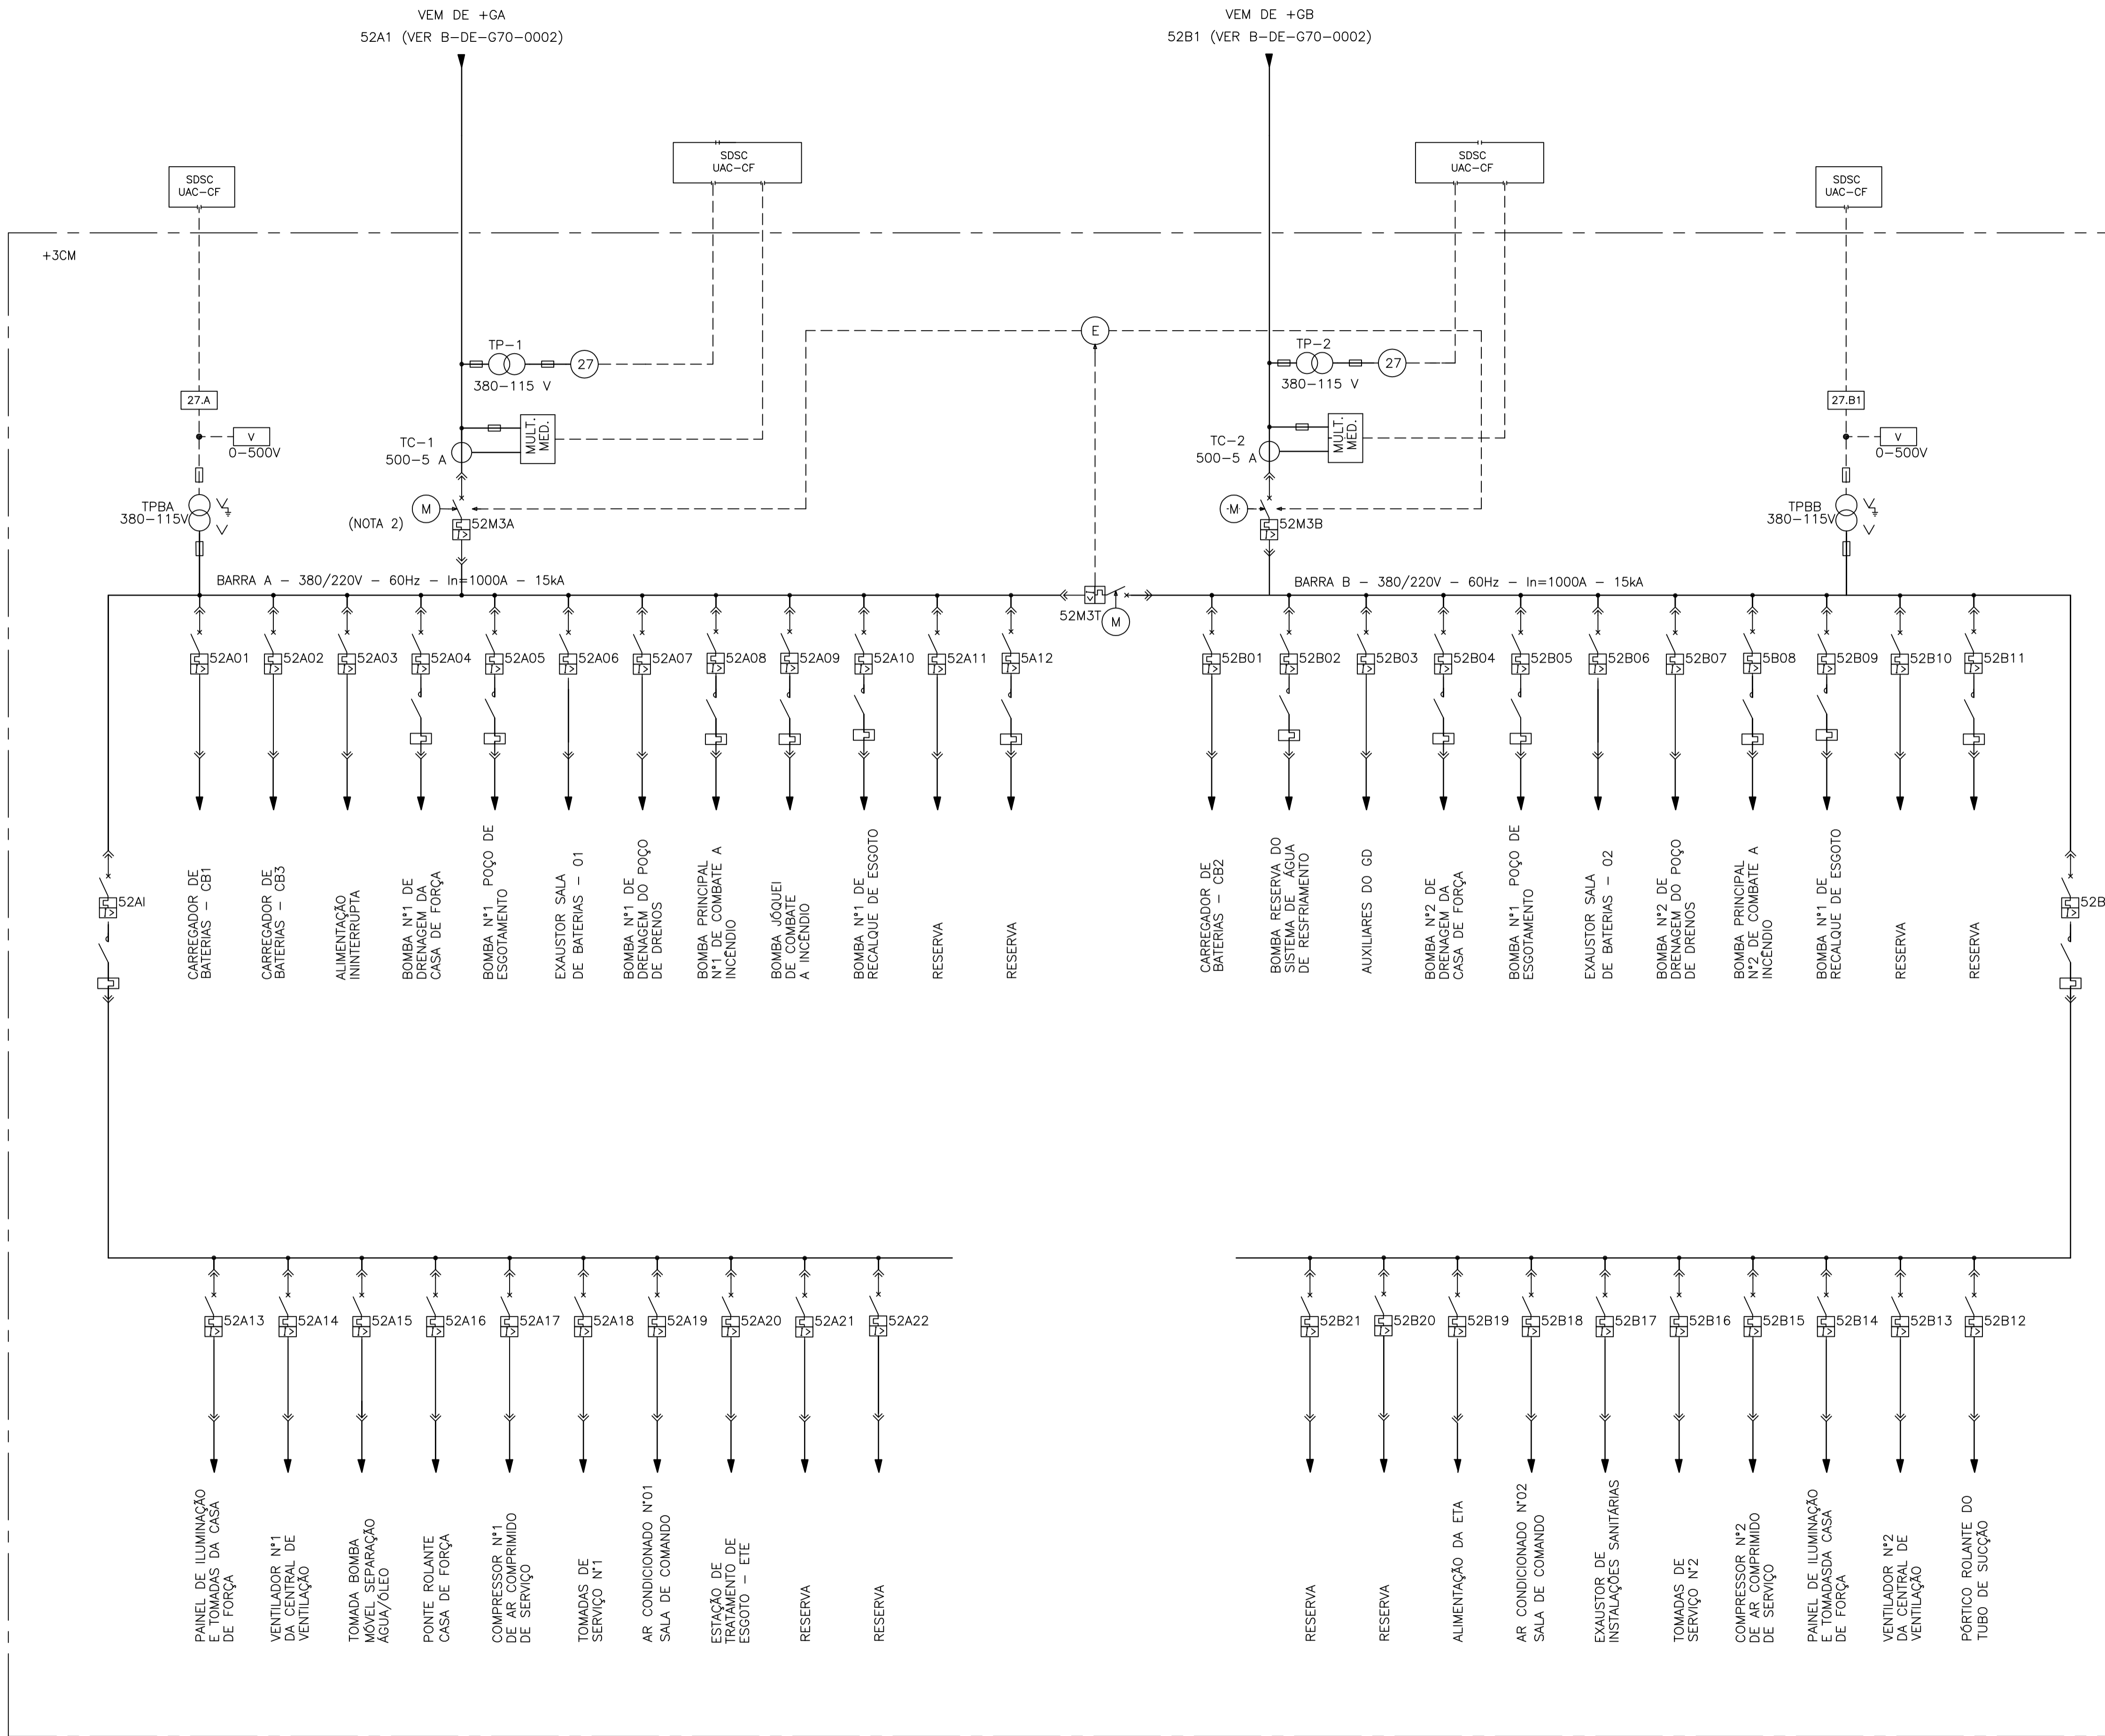 VEM DE +GA
52A1 (VER B-DE-G70-0002)
VEM DE +GB
52B1 (VER B-DE-G70-0002)
SDSC
UAC-CF
SDSC
UAC-CF
SDSC
UAC-CF
SDSC
UAC-CF
+3CM
E
TP-1
27
380-115 V
TP-2
27
380-115 V
27.A
V
0-500V
MULT.
MED.
TC-1
500-5 A
MULT.
MED.
TC-2
500-5 A
27.B1
V
0-500V
TPBA
380-115V
M
(NOTA 2)
52M3A
M
52M3B
TPBB
380-115V
BARRA A - 380/220V - 60Hz - In=1000A - 15kA
BARRA B - 380/220V - 60Hz - In=1000A - 15kA
52M3T
M
52A01
52A02
52A03
52A04
52A05
52A06
52A07
52A08
52A09
52A10
52A11
5A12
52B01
52B02
52B03
52B04
52B05
52B06
52B07
5B08
52B09
52B10
52B11
52AI
52B
CARREGADOR DE
BATERIAS - CB1
CARREGADOR DE
BATERIAS - CB3
ALIMENTAÇÃO
ININTERRUPTA
BOMBA N°1 DE
DRENAGEM DA
CASA DE FORÇA
BOMBA N°1 POÇO DE
ESGOTAMENTO
EXAUSTOR SALA
DE BATERIAS - 01
BOMBA N°1 DE
DRENAGEM DO POÇO
DE DRENOS
BOMBA PRINCIPAL
N°1 DE COMBATE A
INCÊNDIO
BOMBA JÓQUEI
DE COMBATE
A INCÊNDIO
BOMBA N°1 DE
RECALQUE DE ESGOTO
RESERVA
RESERVA
CARREGADOR DE
BATERIAS - CB2
BOMBA RESERVA DO
SISTEMA DE ÁGUA
DE RESFRIAMENTO
AUXILIARES DO GD
BOMBA N°2 DE
DRENAGEM DA
CASA DE FORÇA
BOMBA N°1 POÇO DE
ESGOTAMENTO
EXAUSTOR SALA
DE BATERIAS - 02
BOMBA N°2 DE
DRENAGEM DO POÇO
DE DRENOS
BOMBA PRINCIPAL
N°2 DE COMBATE A
INCÊNDIO
BOMBA N°1 DE
RECALQUE DE ESGOTO
RESERVA
RESERVA
52A13
52A14
52A15
52A16
52A17
52A18
52A19
52A20
52A21
52A22
52B21
52B20
52B19
52B18
52B17
52B16
52B15
52B14
52B13
52B12
PAINEL DE ILUMINAÇÃO
E TOMADAS DA CASA
DE FORÇA
VENTILADOR N°1
DA CENTRAL DE
VENTILAÇÃO
TOMADA BOMBA
MÓVEL SEPARAÇÃO
ÁGUA/ÓLEO
PONTE ROLANTE
CASA DE FORÇA
COMPRESSOR N°1
DE AR COMPRIMIDO
DE SERVIÇO
TOMADAS DE
SERVIÇO N°1
AR CONDICIONADO N°01
SALA DE COMANDO
ESTAÇÃO DE
TRATAMENTO DE
ESGOTO - ETE
RESERVA
RESERVA
RESERVA
RESERVA
ALIMENTAÇÃO DA ETA
AR CONDICIONADO N°02
SALA DE COMANDO
EXAUSTOR DE
INSTALAÇÕES SANITÁRIAS
TOMADAS DE
SERVIÇO N°2
COMPRESSOR N°2
DE AR COMPRIMIDO
DE SERVIÇO
PAINEL DE ILUMINAÇÃO
E TOMADASDA CASA
DE FORÇA
VENTILADOR N°2
DA CENTRAL DE
VENTILAÇÃO
PÓRTICO ROLANTE DO
TUBO DE SUCÇÃO